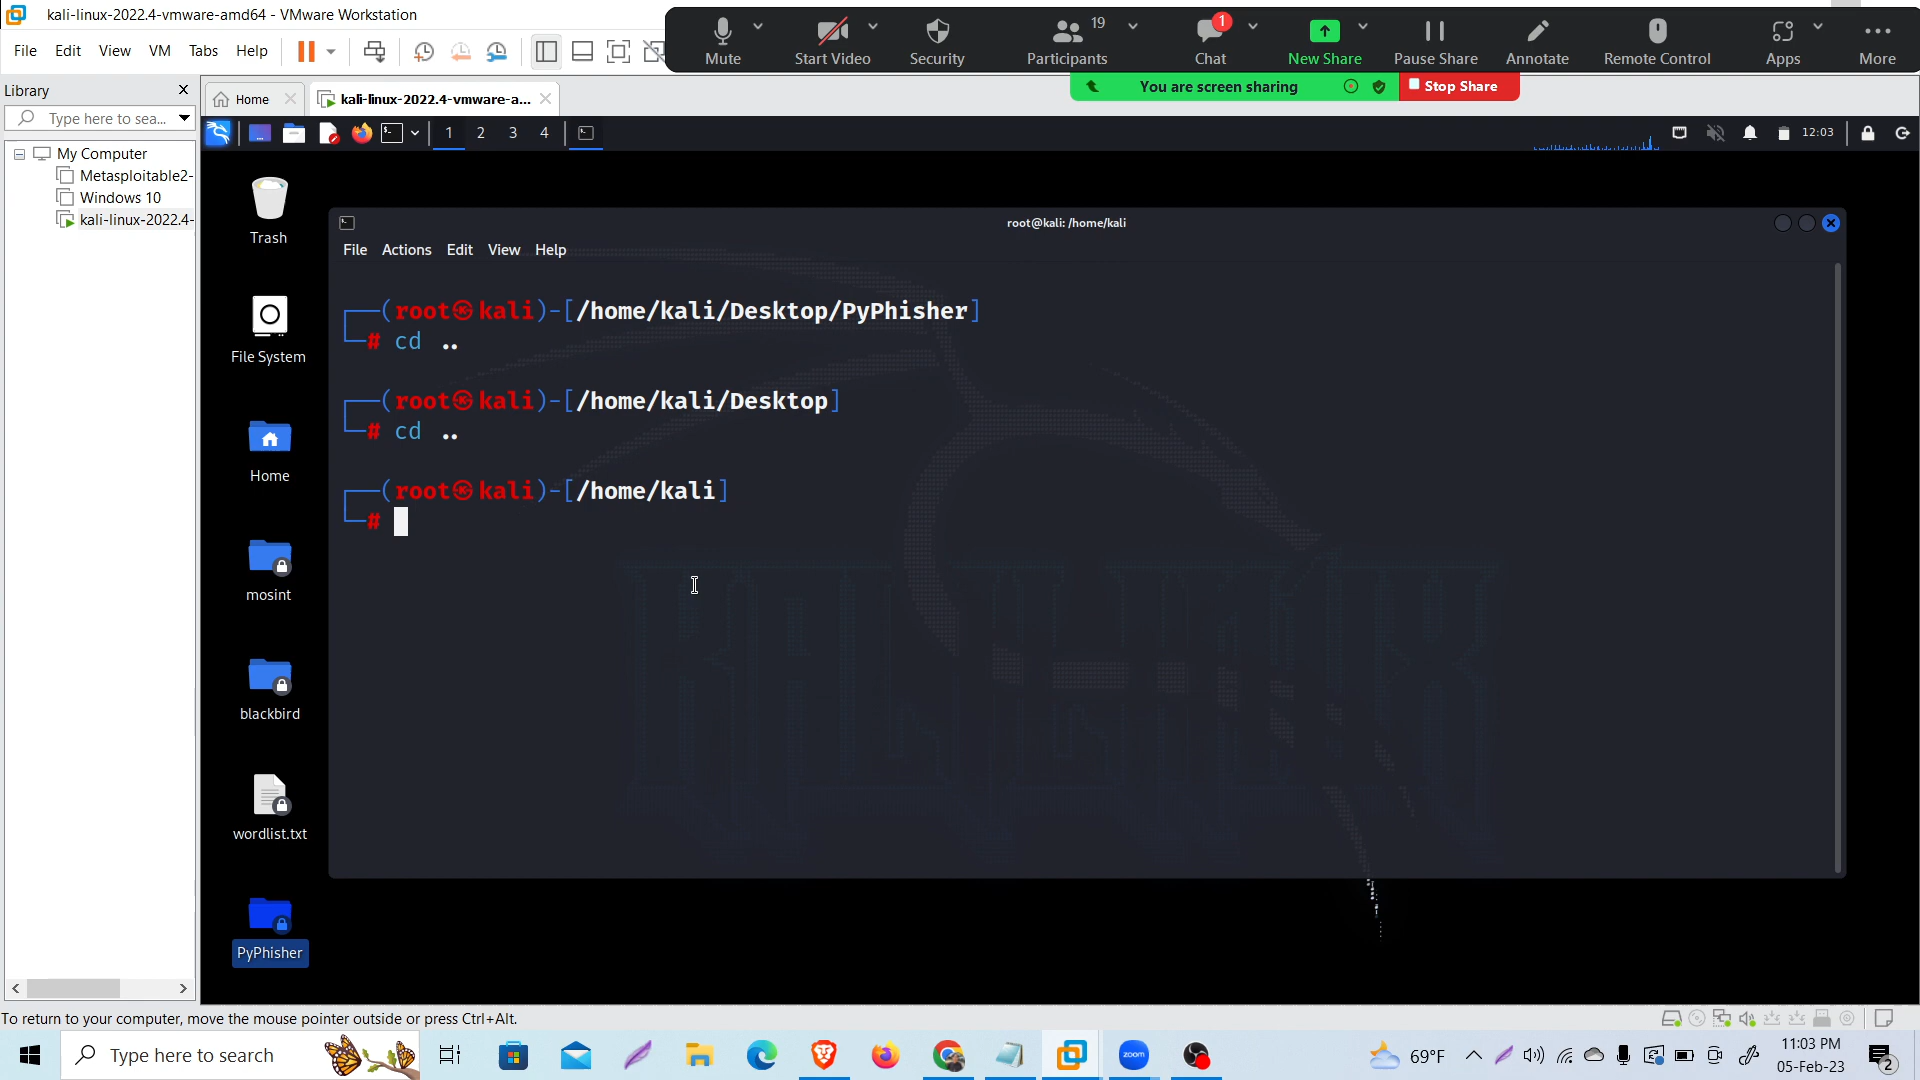 kali-linux-2022.4-vmware-amd64 - VMware Workstation
File Edit View VM Tabs Help
Mute Start Video Security Participants 19 Chat 1 New Share Pause Share Annotate Remote Control Apps More
You are screen sharing Stop Share
Library
Type here to sea...
Home kali-linux-2022.4-vmware-a...
1 2 3 4 12:03
My Computer
Metasploitable2-
Windows 10
kali-linux-2022.4-
Trash
File System
Home
mosint
blackbird
wordlist.txt
PyPhisher
root@kali: /home/kali
File Actions Edit View Help
(root㉿kali)-[/home/kali/Desktop/PyPhisher]
# cd ..
(root㉿kali)-[/home/kali/Desktop]
# cd ..
(root㉿kali)-[/home/kali]
#
To return to your computer, move the mouse pointer outside or press Ctrl+Alt.
Type here to search
zoom
69°F
11:03 PM
05-Feb-23
2